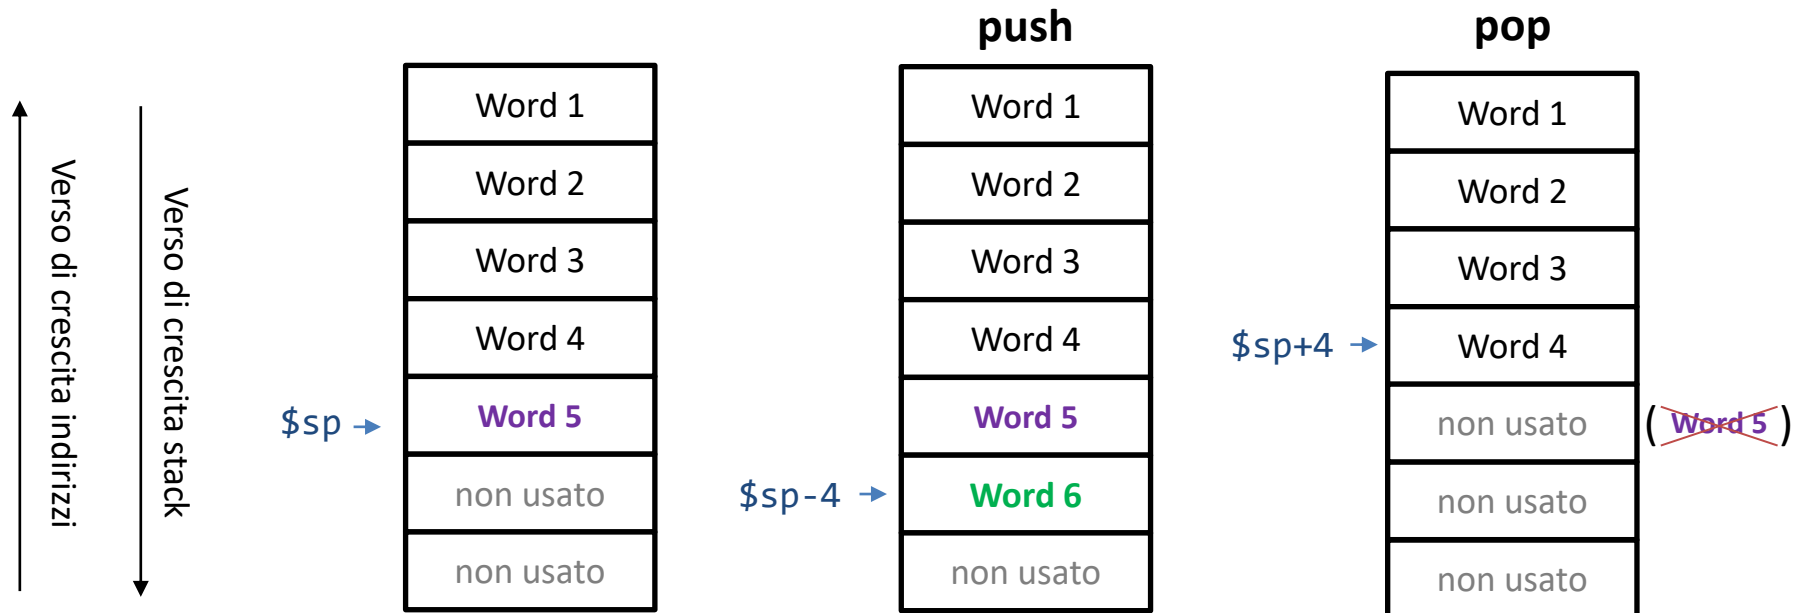 Verso di crescita indirizzi
Verso di crescita stack
Word 1
Word 2
Word 3
Word 4
$sp
Word 5
non usato
non usato
push
Word 1
Word 2
Word 3
Word 4
Word 5
$sp-4
Word 6
non usato
pop
Word 1
Word 2
Word 3
$sp+4
Word 4
non usato
( Word 5 )
non usato
non usato